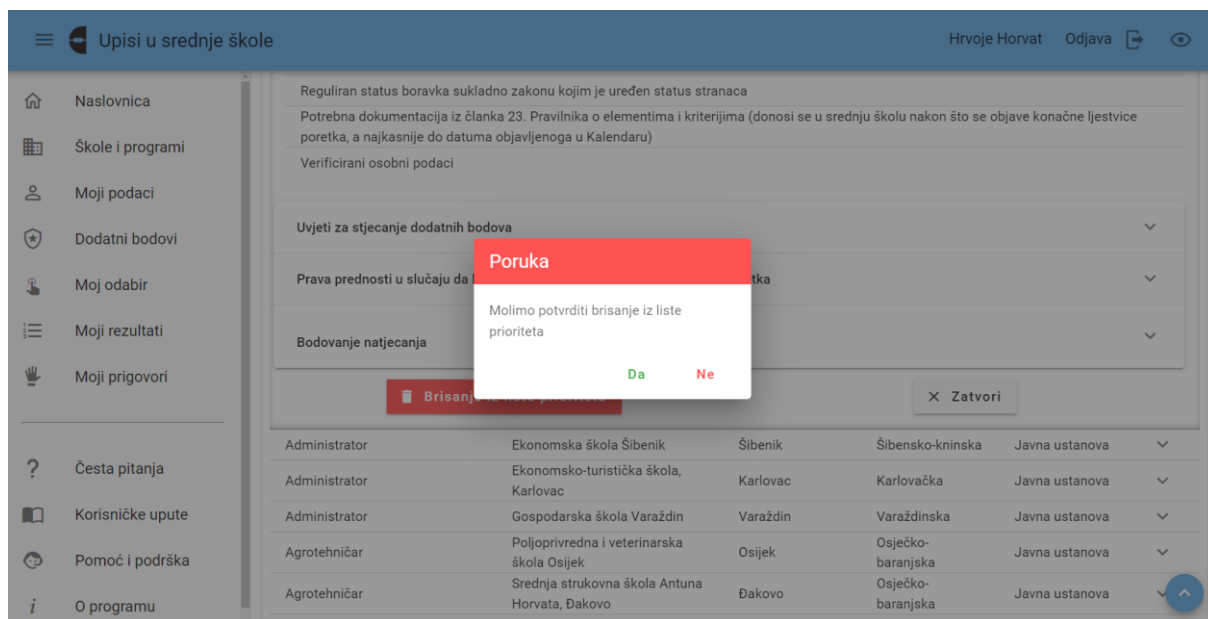 Upisi u srednje škole
Hrvoje Horvat Odjava
Naslovnica
Škole i programi
Moji podaci
Dodatni bodovi
Moj odabir
Moji rezultati
Moji prigovori
Česta pitanja
Korisničke upute
Pomoć i podrška
O programu
Reguliran status boravka sukladno zakonu kojim je uređen status stranaca
Potrebna dokumentacija iz članka 23. Pravilnika o elementima i kriterijima (donosi se u srednju školu nakon što se objave konačne ljestvice
poretka, a najkasnije do datuma objavljenoga u Kalendaru)
Verificirani osobni podaci
Uvjeti za stjecanje dodatnih bodova
Prava prednosti u slučaju da
Bodovanje natjecanja
Poruka
Molimo potvrditi brisanje iz liste
prioriteta
Da Ne
Zatvori
Administrator Ekonomska škola Šibenik Šibenik Šibensko-kninska Javna ustanova
Administrator Ekonomsko-turistička škola, Karlovac Karlovac Karlovačka Javna ustanova
Administrator Gospodarska škola Varaždin Varaždin Varaždinska Javna ustanova
Agrotehničar Poljoprivredna i veterinarska škola Osijek Osijek Osječko-baranjska Javna ustanova
Agrotehničar Srednja strukovna škola Antuna Horvata, Đakovo Đakovo Osječko-baranjska Javna ustanova